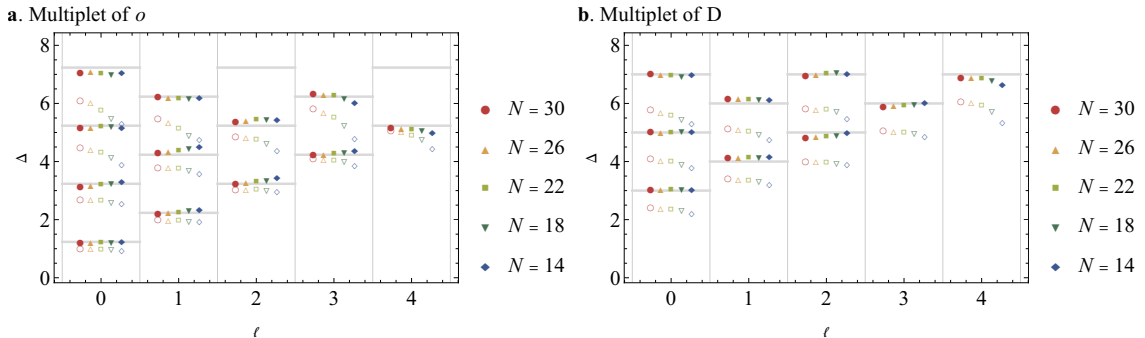 a. Multiplet of o
8
6
4
2
0
Δ
0 1 2 3 4
ℓ
N = 30
N = 26
N = 22
N = 18
N = 14
b. Multiplet of D
8
6
4
2
0
Δ
0 1 2 3 4
ℓ
N = 30
N = 26
N = 22
N = 18
N = 14